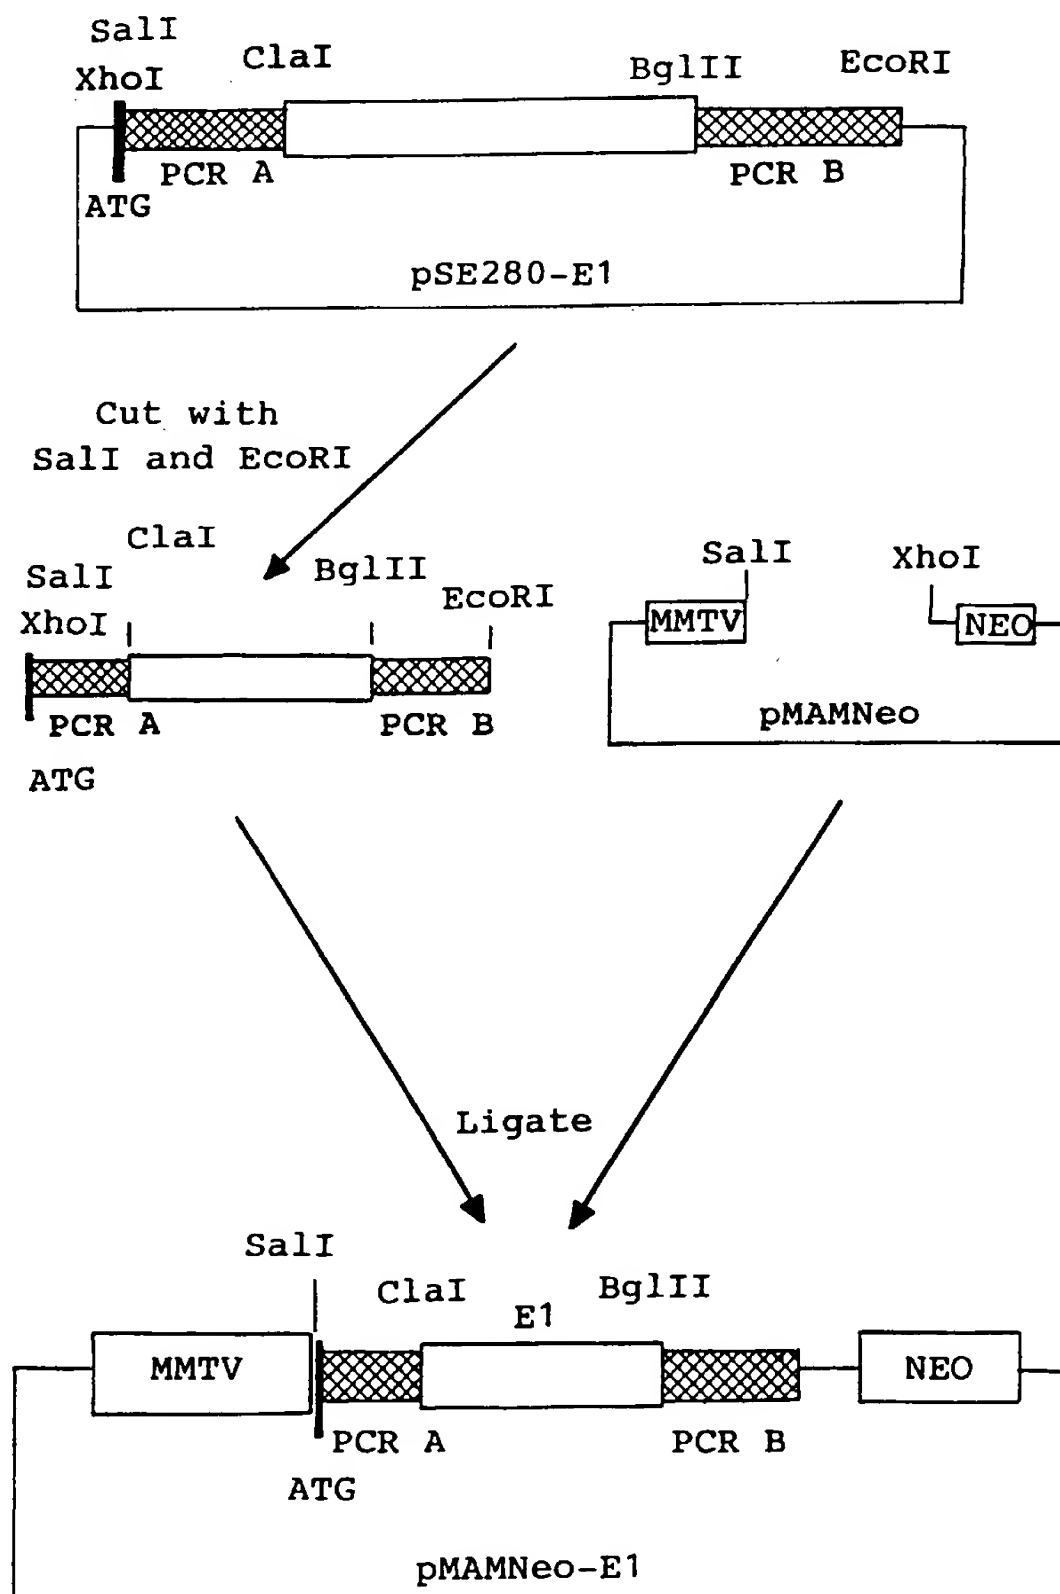 SalI
XhoI
ClaI
BglII
EcoRI
PCR A
PCR B
ATG
pSE280-E1
Cut with
SalI and EcoRI
ClaI
SalI
XhoI
BglII
EcoRI
PCR A
PCR B
ATG
SalI
XhoI
MMTV
NEO
pMAMNeo
Ligate
SalI
ClaI
E1
BglII
MMTV
NEO
PCR A
PCR B
ATG
pMAMNeo-E1